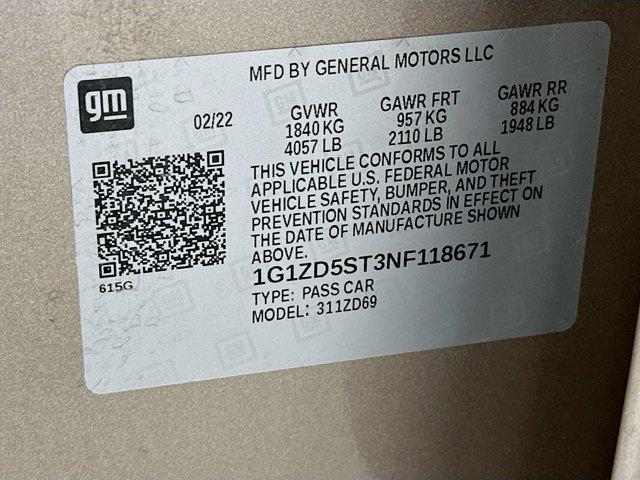 MFD BY GENERAL MOTORS LLC
gm
02/22
GVWR GAWR FRT GAWR RR
1840 KG 957 KG 884 KG
4057 LB 2110 LB 1948 LB
THIS VEHICLE CONFORMS TO ALL
APPLICABLE U.S. FEDERAL MOTOR
VEHICLE SAFETY, BUMPER, AND THEFT
PREVENTION STANDARDS IN EFFECT ON
THE DATE OF MANUFACTURE SHOWN
ABOVE.
615G
1G1ZD5ST3NF118671
TYPE: PASS CAR
MODEL: 311ZD69